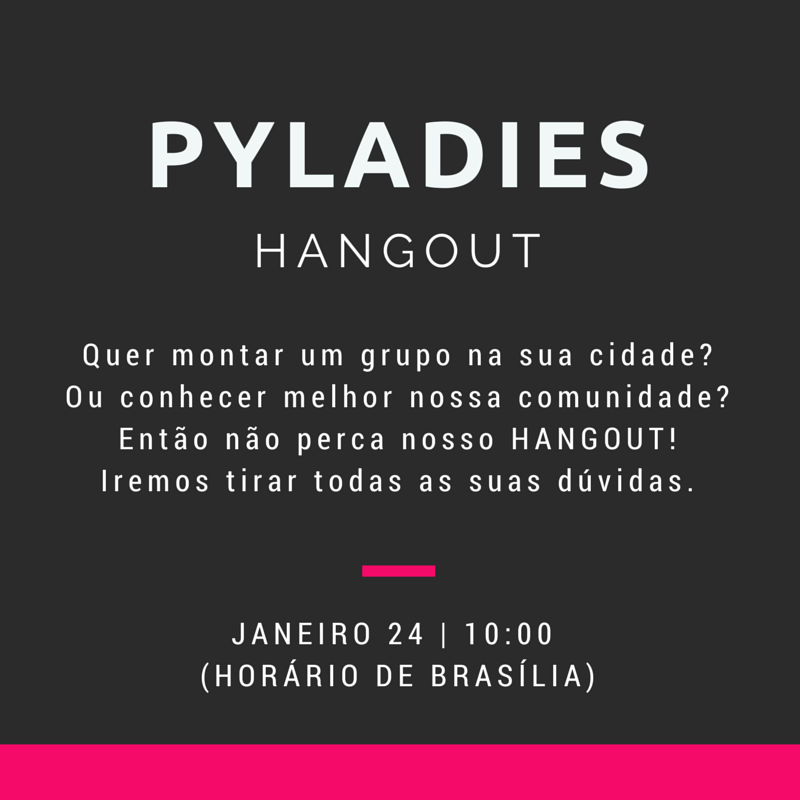 PYLADIES
HANGOUT
Quer montar um grupo na sua cidade?
Ou conhecer melhor nossa comunidade?
Então não perca nosso HANGOUT!
Iremos tirar todas as suas dúvidas.
JANEIRO 24 | 10:00
(HORÁRIO DE BRASÍLIA)